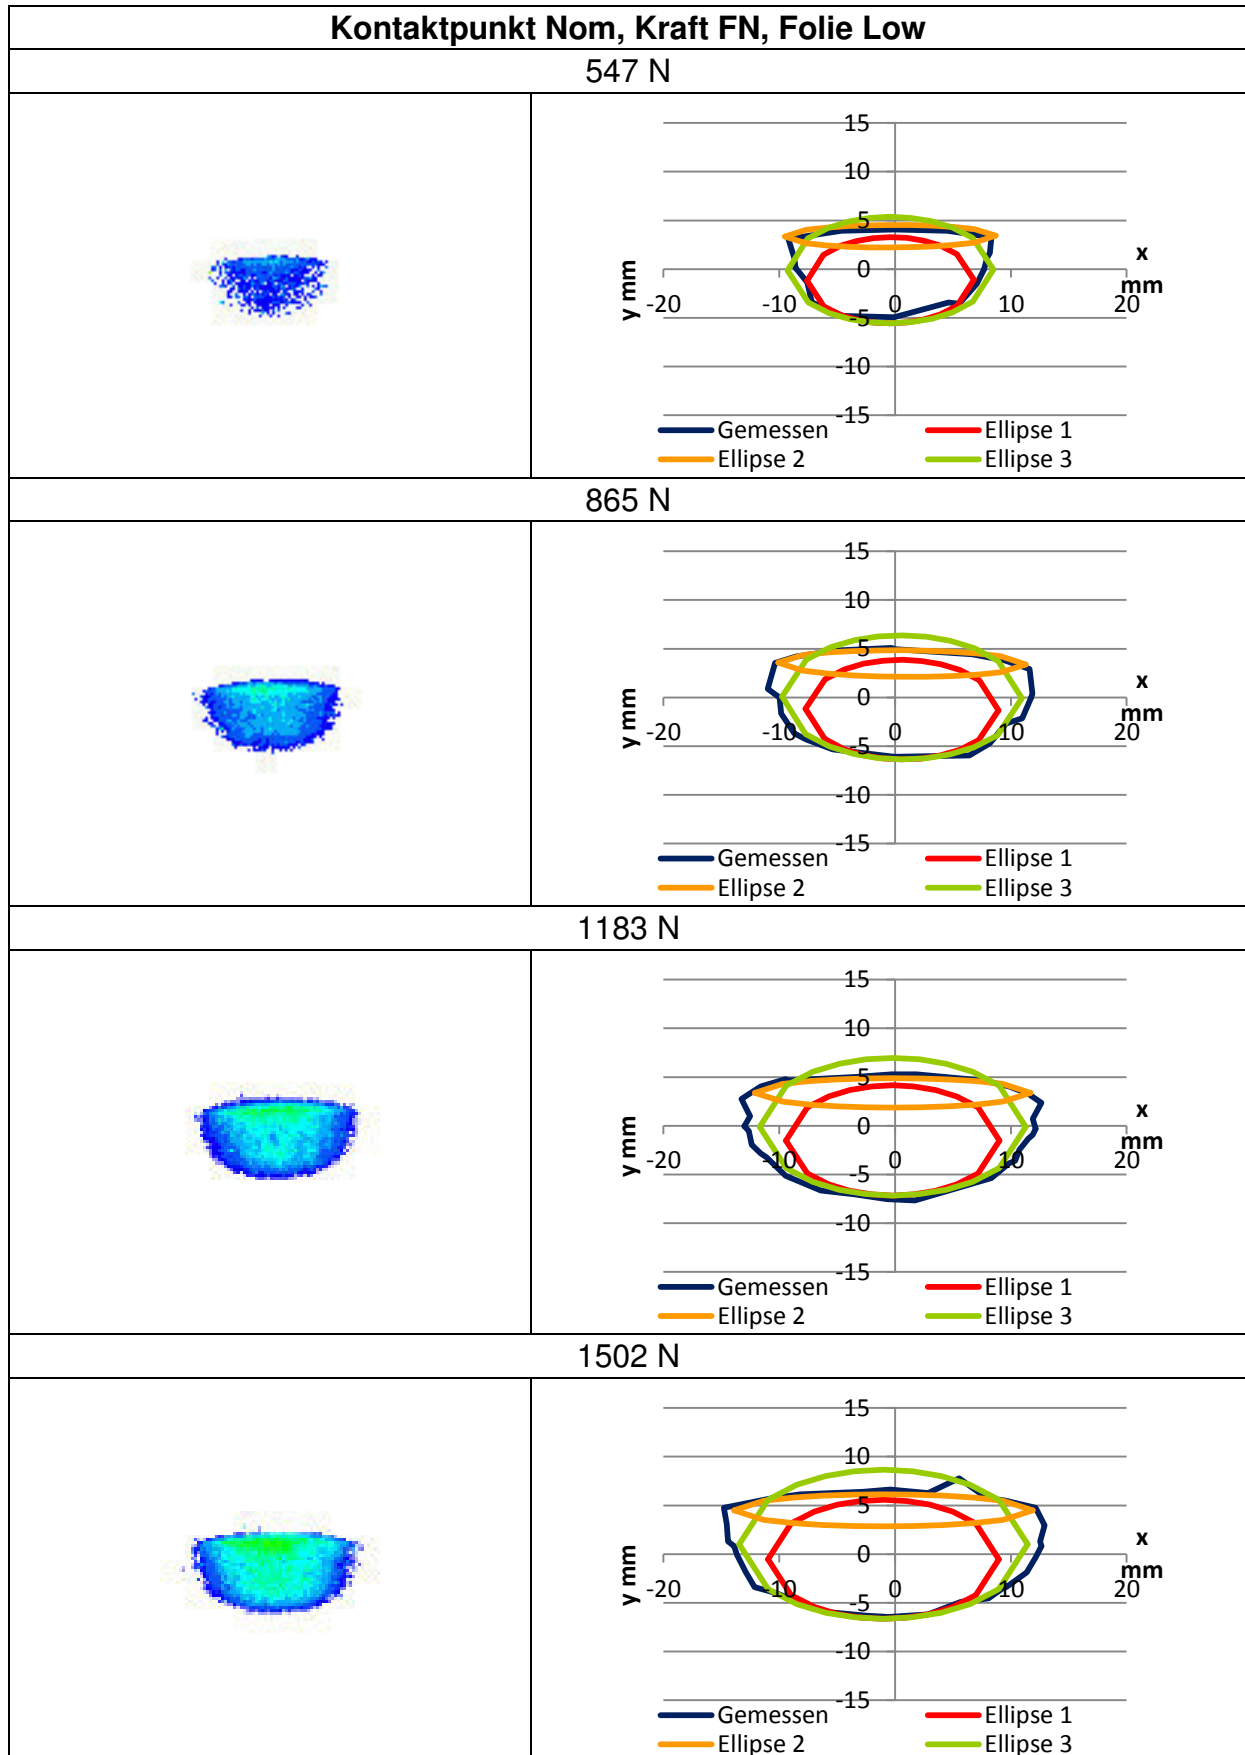 Kontaktpunkt Nom, Kraft FN, Folie Low
547 N
15
10
5
0
-5
-10
-15
-20 -10 0 10 20
x
mm
y mm
Gemessen Ellipse 1
Ellipse 2 Ellipse 3
865 N
15
10
5
0
-5
-10
-15
-20 -10 0 10 20
x
mm
y mm
Gemessen Ellipse 1
Ellipse 2 Ellipse 3
1183 N
15
10
5
0
-5
-10
-15
-20 -10 0 10 20
x
mm
y mm
Gemessen Ellipse 1
Ellipse 2 Ellipse 3
1502 N
15
10
5
0
-5
-10
-15
-20 -10 0 10 20
x
mm
y mm
Gemessen Ellipse 1
Ellipse 2 Ellipse 3